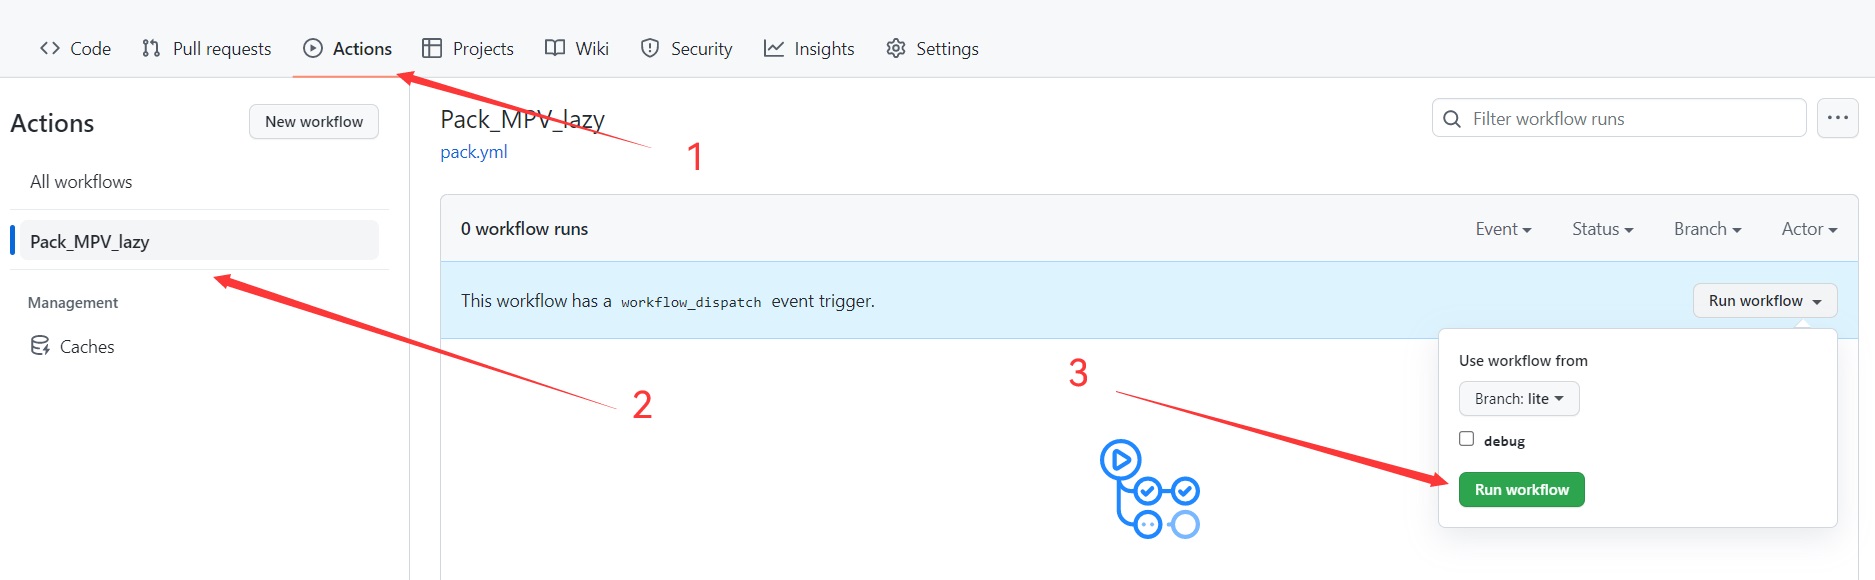 Code Pull requests Actions Projects Wiki Security Insights Settings
Actions New workflow
All workflows
Pack_MPV_lazy
Management
Caches
Pack_MPV_lazy
pack.yml
Filter workflow runs
1
0 workflow runs Event Status Branch Actor
This workflow has a workflow_dispatch event trigger. Run workflow
Use workflow from
Branch: lite
debug
Run workflow
2
3